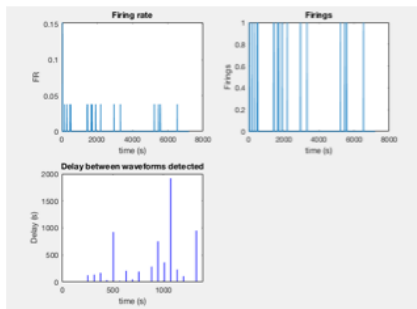 Firing rate
0.15
0.1
0.05
0
FR
0 2000 4000 6000 8000
time (s)
Firings
1
0.8
0.6
0.4
0.2
0
Firings
0 2000 4000 6000 8000
time (s)
Delay between waveforms detected
2000
1500
1000
500
0
Delay (s)
0 500 1000
time (s)